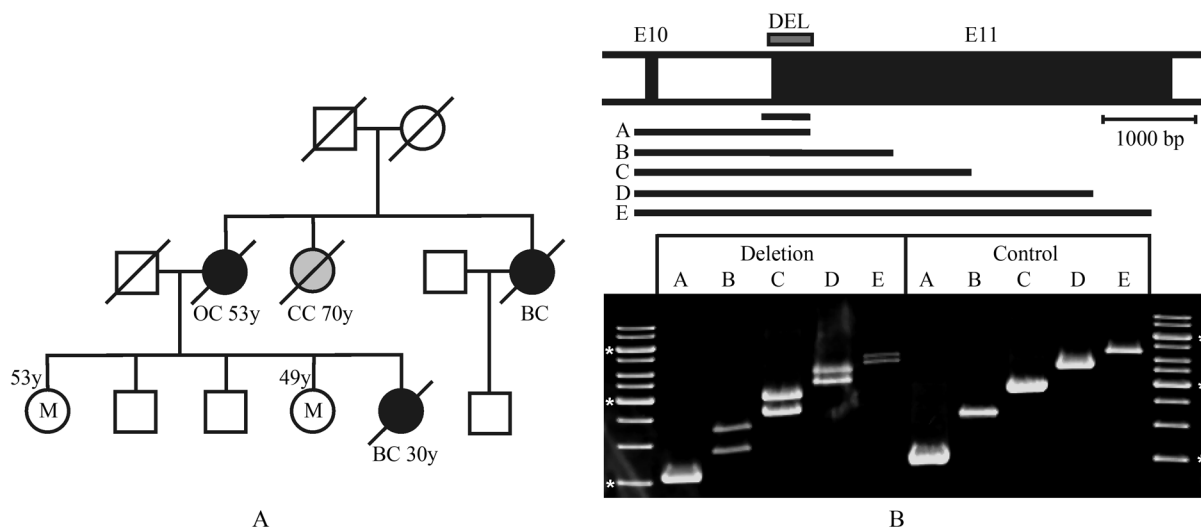 OC 53y
CC 70y
BC
53y
M
49y
M
BC 30y
A
DEL
E10
E11
1000 bp
A
B
C
D
E
Deletion
Control
A B C D E
A B C D E
*
*
*
*
*
*
B